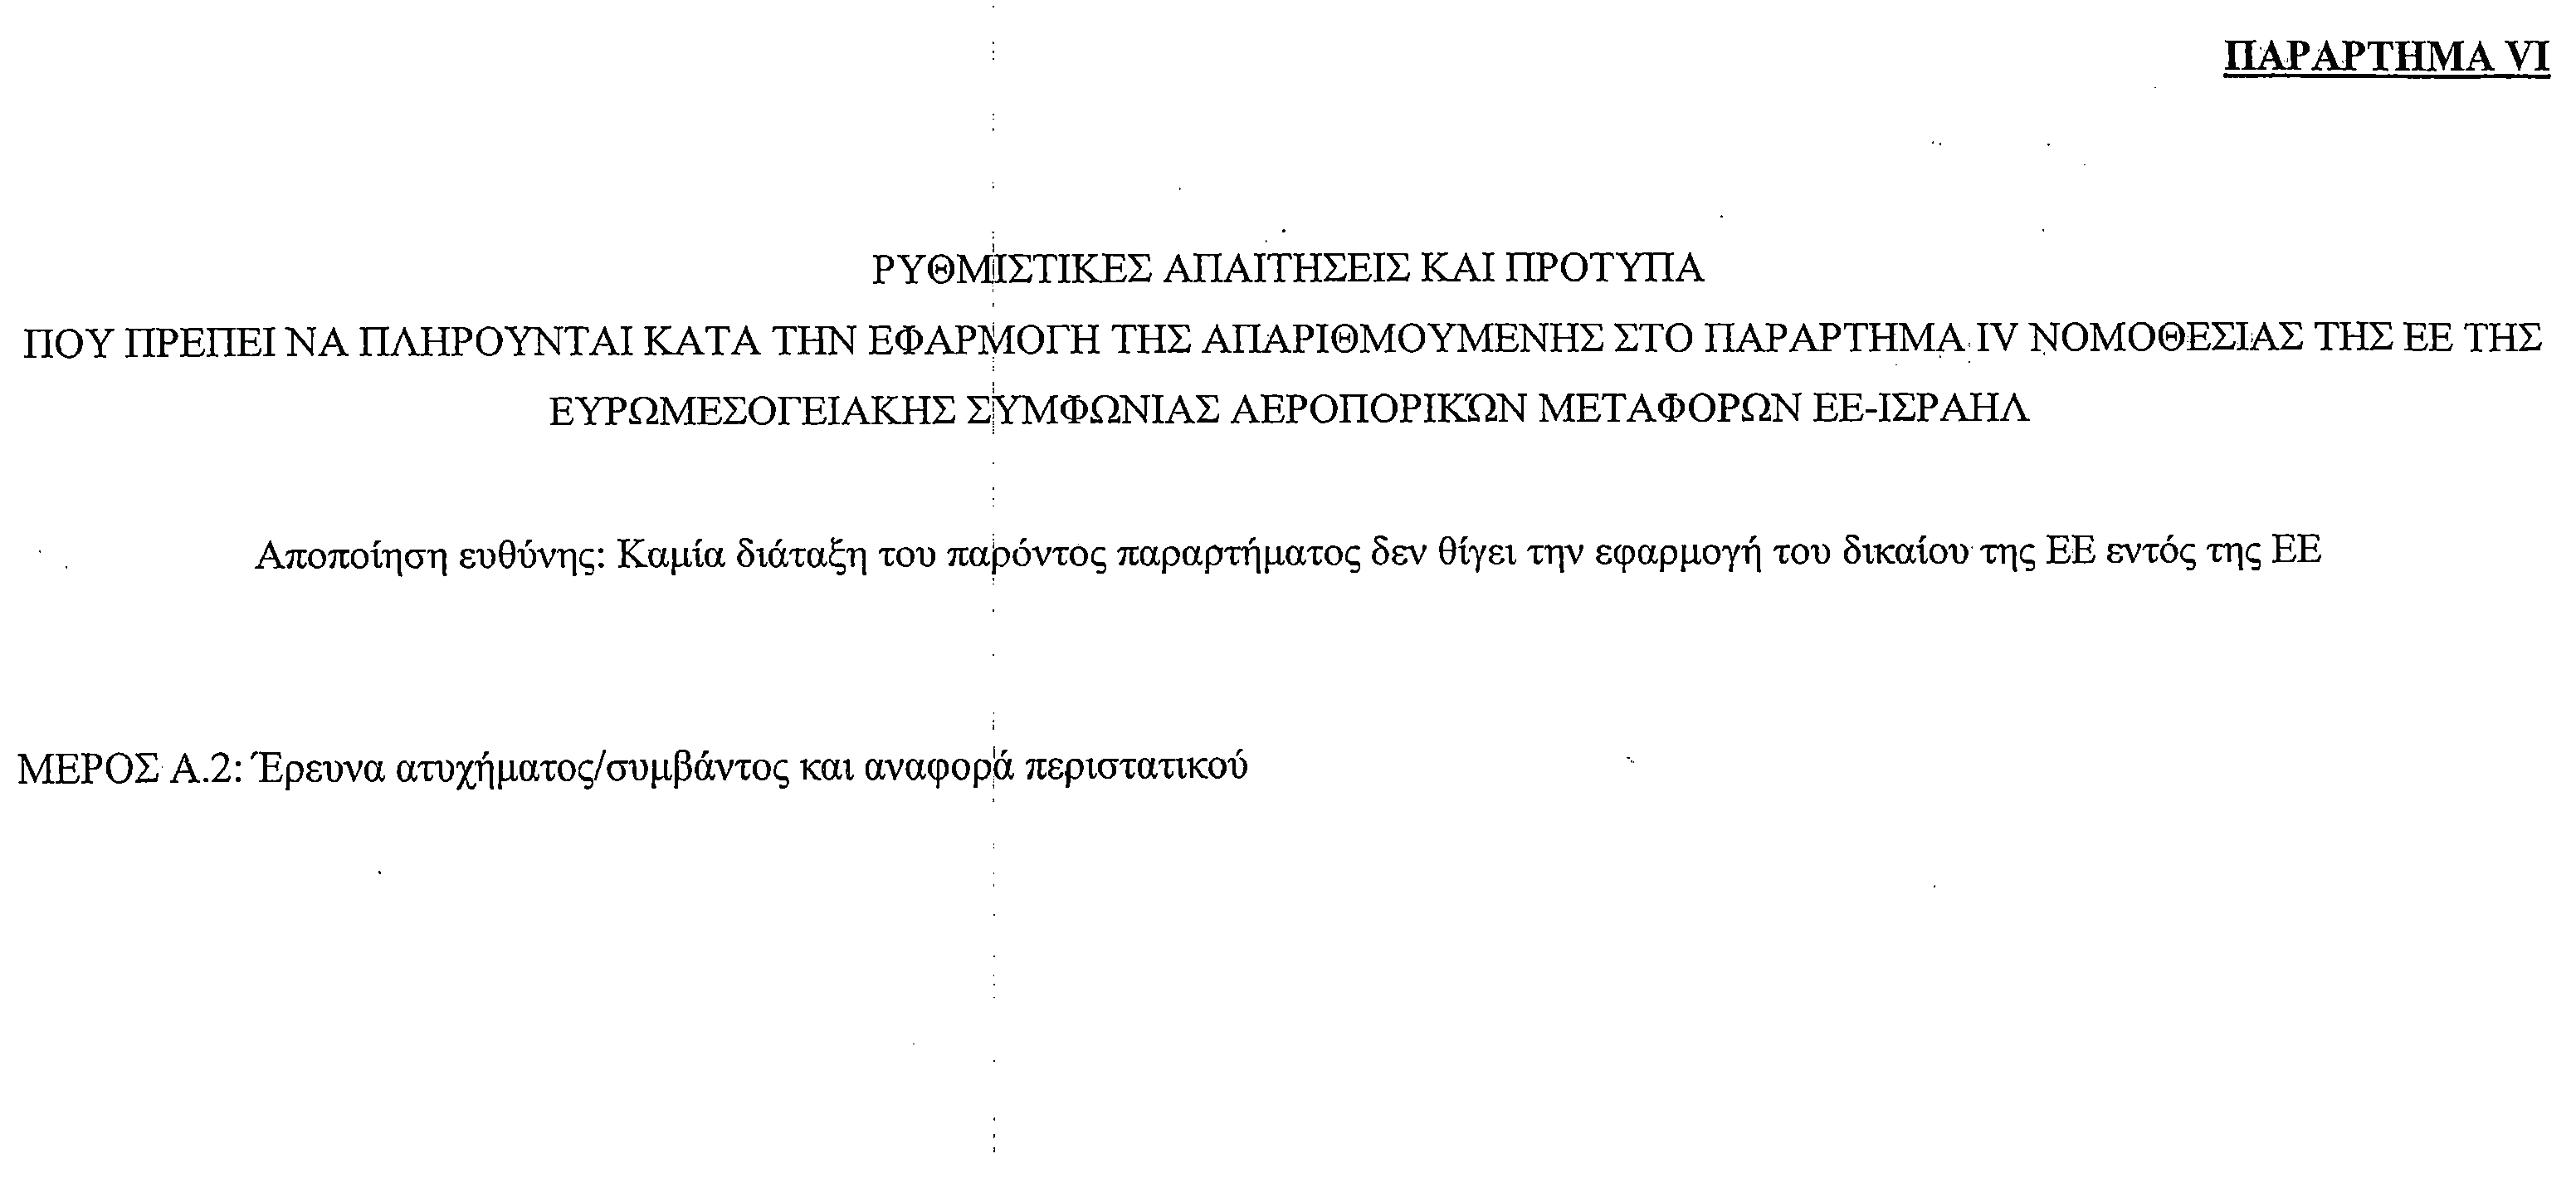 ΠΑΡΑΡΤΗΜΑ VI
ΡΥΘΜΙΣΤΙΚΕΣ ΑΠΑΙΤΗΣΕΙΣ ΚΑΙ ΠΡΟΤΥΠΑ
ΠΟΥ ΠΡΕΠΕΙ ΝΑ ΠΛΗΡΟΥΝΤΑΙ ΚΑΤΑ ΤΗΝ ΕΦΑΡΜΟΓΗ ΤΗΣ ΑΠΑΡΙΘΜΟΥΜΕΝΗΣ ΣΤΟ ΠΑΡΑΡΤΗΜΑ IV ΝΟΜΟΘΕΣΙΑΣ ΤΗΣ ΕΕ ΤΗΣ
ΕΥΡΩΜΕΣΟΓΕΙΑΚΗΣ ΣΥΜΦΩΝΙΑΣ ΑΕΡΟΠΟΡΙΚΏΝ ΜΕΤΑΦΟΡΩΝ ΕΕ-ΙΣΡΑΗΛ
Αποποίηση ευθύνης: Καμία διάταξη του παρόντος παραρτήματος δεν θίγει την εφαρμογή του δικαίου της ΕΕ εντός της ΕΕ
ΜΕΡΟΣ Α.2: Έρευνα ατυχήματος/συμβάντος και αναφορά περιστατικού